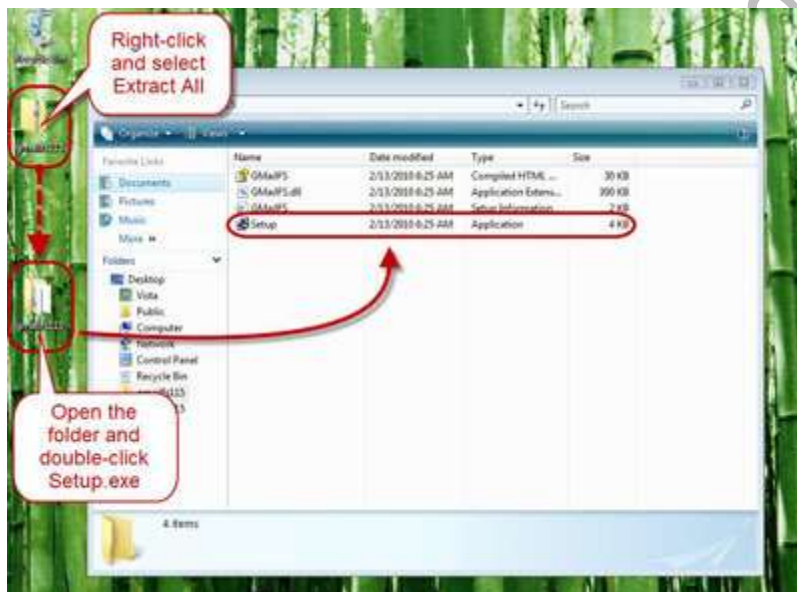 Right-click
and select
Extract All
Search
Organize
Views
Favorite Links
Documents
Pictures
Music
More »
Folders
Desktop
Vista
Public
Computer
Network
Control Panel
Recycle Bin
Name Date modified Type Size
GMailFS 2/13/2010 6:25 AM Compiled HTML ... 30 KB
GMailFS.dll 2/13/2010 6:25 AM Application Extens... 390 KB
GMailFS 2/13/2010 6:25 AM Setup Information 2 KB
Setup 2/13/2010 6:25 AM Application 4 KB
Open the
folder and
double-click
Setup.exe
4 items